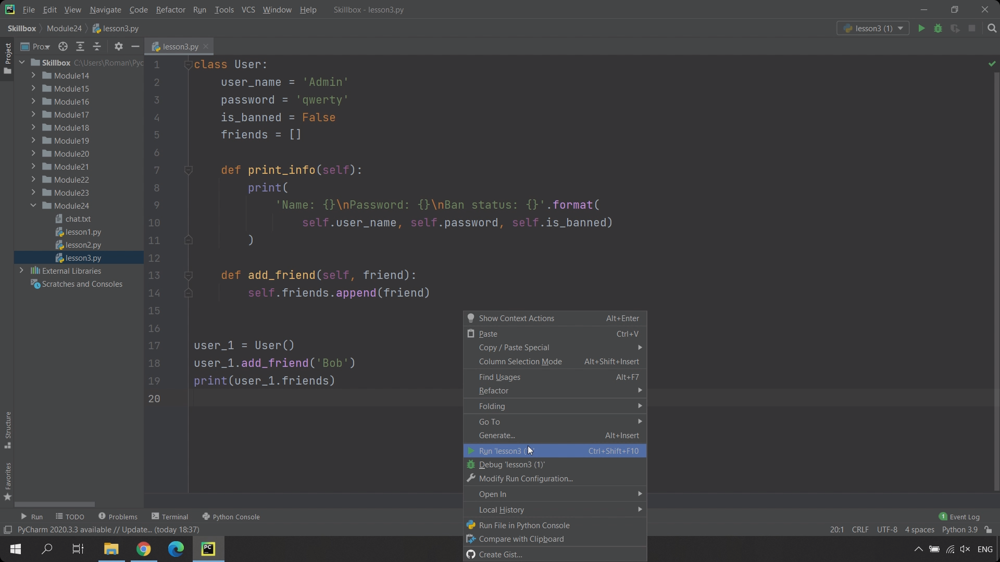 PC File Edit View Navigate Code Refactor Run Tools VCS Window Help Skillbox - lesson3.py
Skillbox Module24 lesson3.py lesson3 (1)
Project
Pro... lesson3.py
Skillbox C:\Users\Roman\Pyc
Module14
Module15
Module16
Module17
Module18
Module19
Module20
Module21
Module22
Module23
Module24
chat.txt
lesson1.py
lesson2.py
lesson3.py
External Libraries
Scratches and Consoles
Structure
Favorites
1 class User:
2 user_name = 'Admin'
3 password = 'qwerty'
4 is_banned = False
5 friends = []
6
7 def print_info(self):
8 print(
9 'Name: {}\nPassword: {}\nBan status: {}'.format(
10 self.user_name, self.password, self.is_banned)
11 )
12
13 def add_friend(self, friend):
14 self.friends.append(friend)
15
16
17 user_1 = User()
18 user_1.add_friend('Bob')
19 print(user_1.friends)
20
Show Context Actions Alt+Enter
Paste Ctrl+V
Copy / Paste Special
Column Selection Mode Alt+Shift+Insert
Find Usages Alt+F7
Refactor
Folding
Go To
Generate... Alt+Insert
Run 'lesson3 Ctrl+Shift+F10
Debug 'lesson3 (1)'
Modify Run Configuration...
Open In
Local History
Run File in Python Console
Compare with Clipboard
Create Gist...
Run TODO Problems Terminal Python Console 1 Event Log
PyCharm 2020.3.3 available // Update... (today 18:37) 20:1 CRLF UTF-8 4 spaces Python 3.9
PC ENG